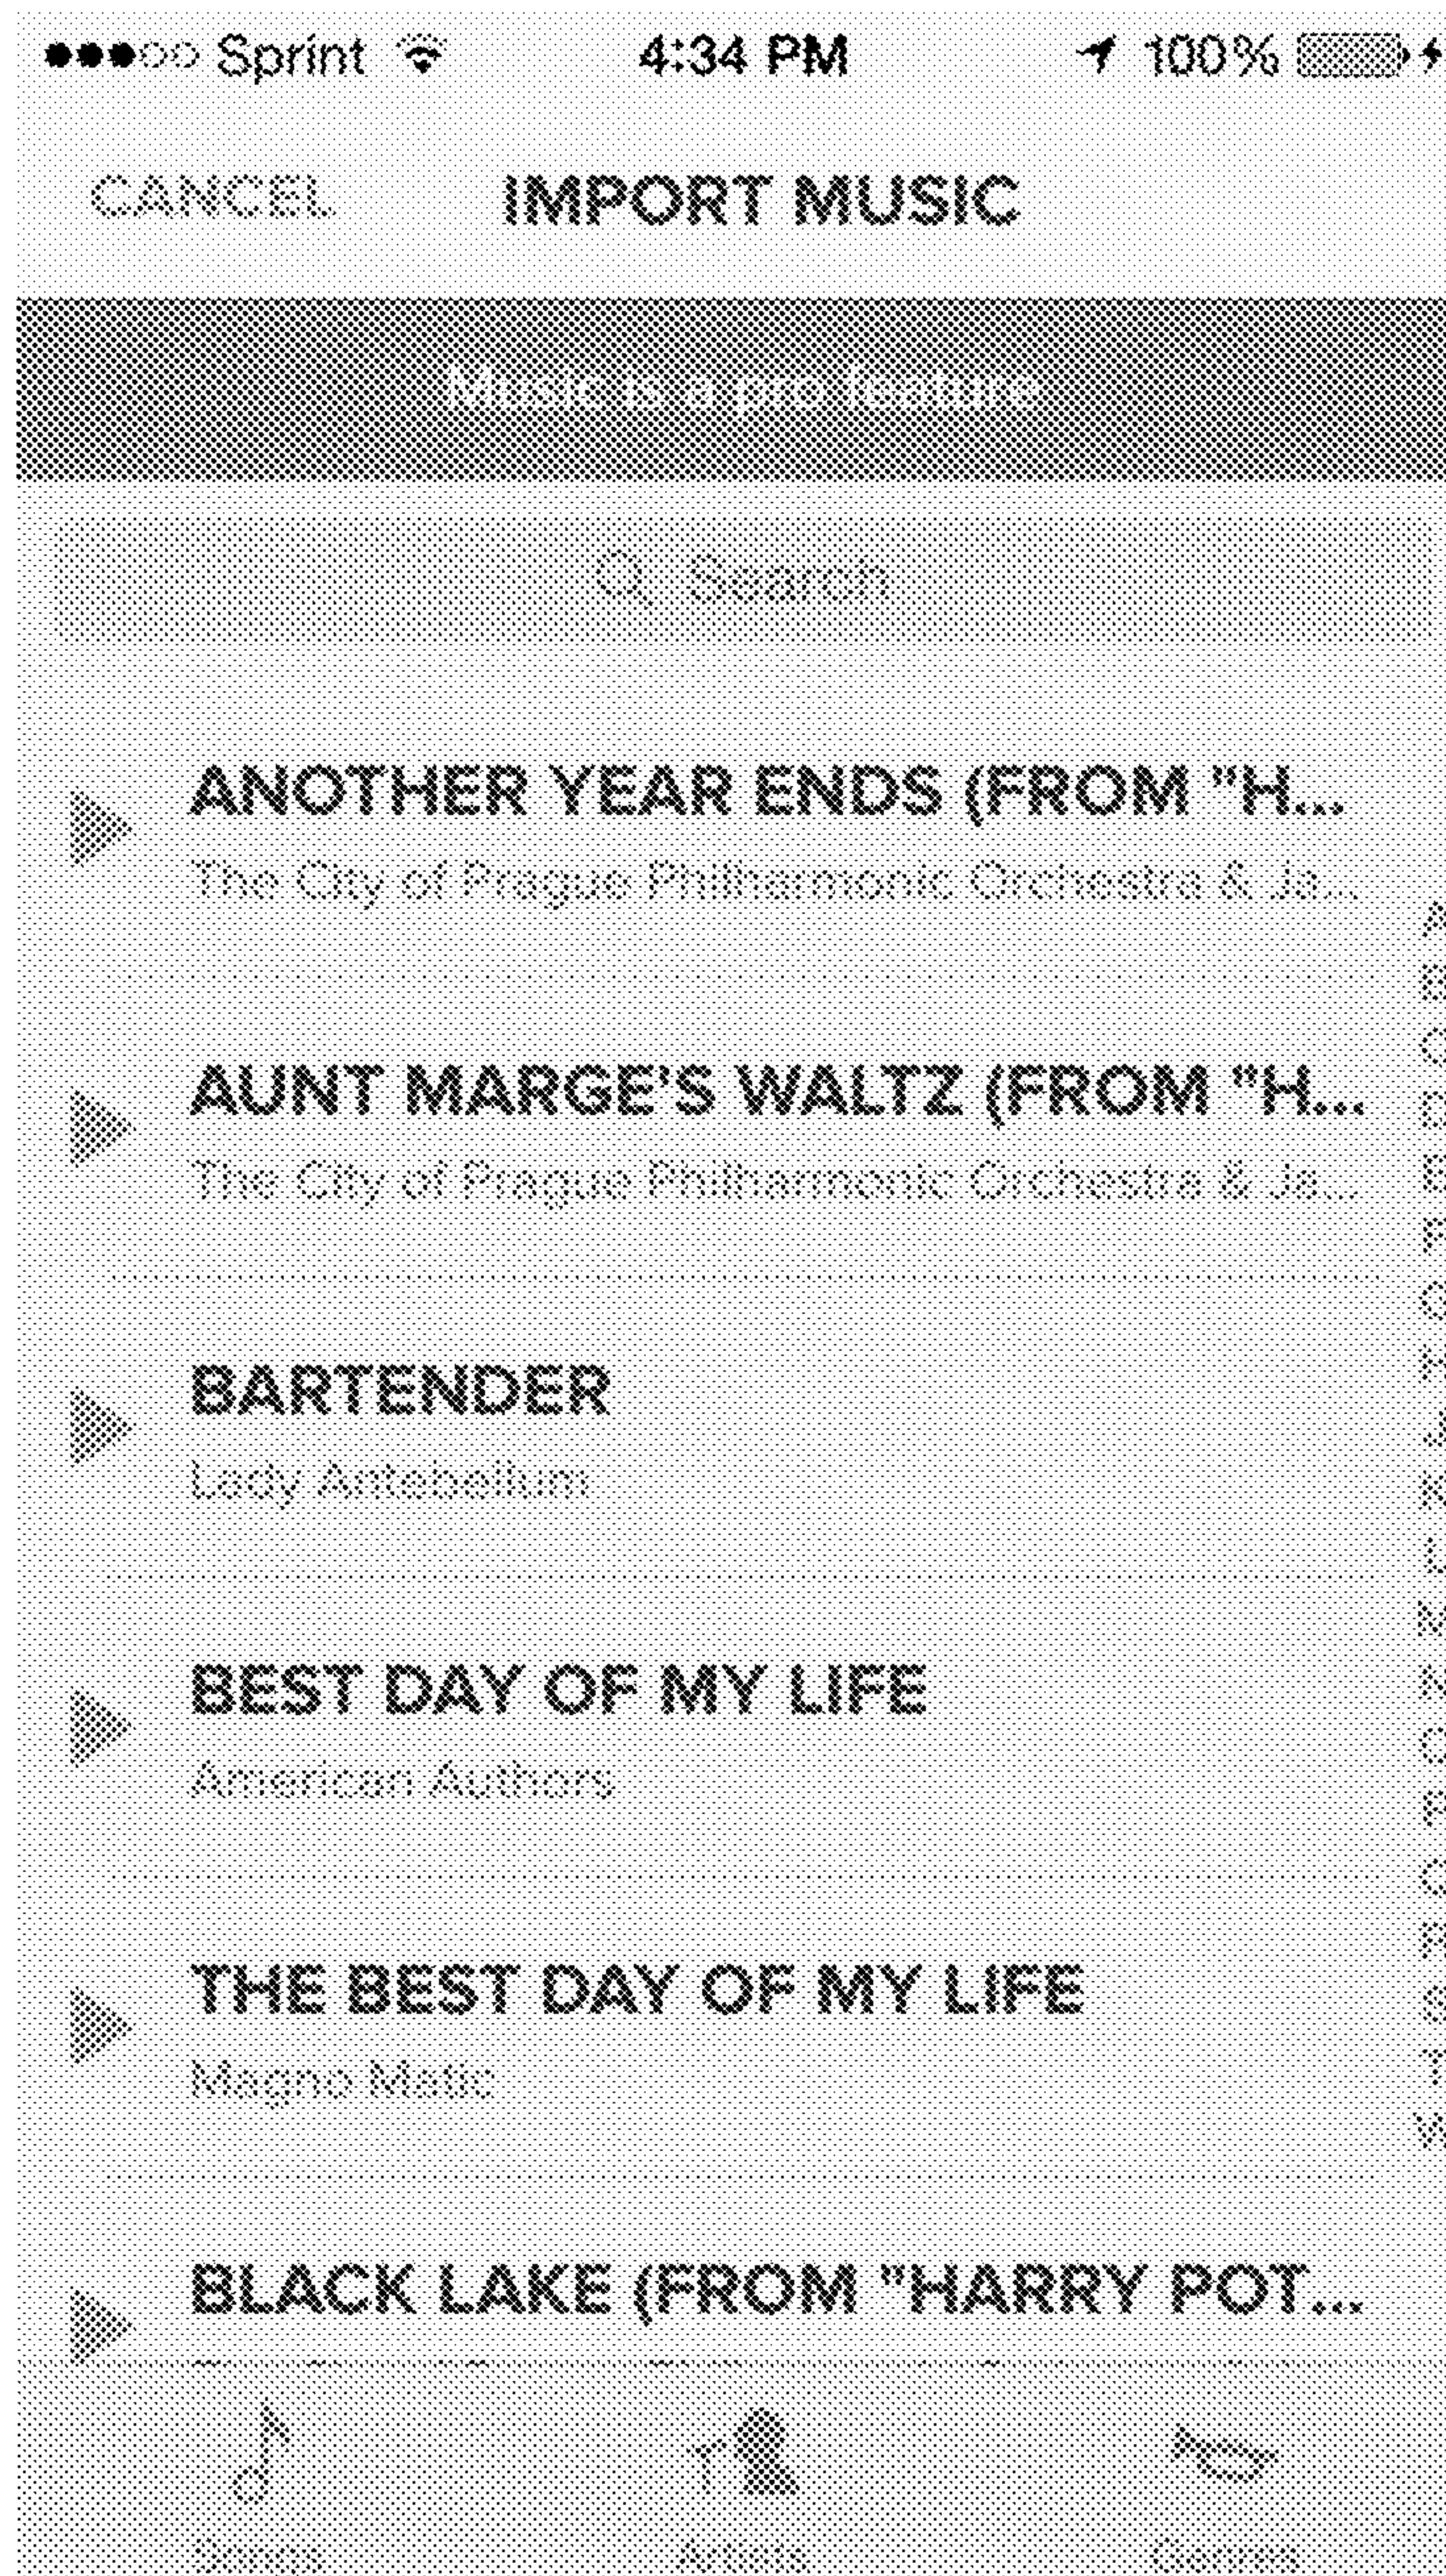 Sprint 4:34 PM 100%
CANCEL IMPORT MUSIC
Music is a pro feature
Search
ANOTHER YEAR ENDS (FROM "H...
The City of Prague Philharmonic Orchestra & Ja...
AUNT MARGE'S WALTZ (FROM "H...
The City of Prague Philharmonic Orchestra & Ja...
BARTENDER
Lady Antebellum
BEST DAY OF MY LIFE
American Authors
THE BEST DAY OF MY LIFE
Magno Matic
BLACK LAKE (FROM "HARRY POT...
A
B
C
D
E
F
G
H
J
K
L
M
N
O
P
Q
R
S
T
W
Songs Artists Genres